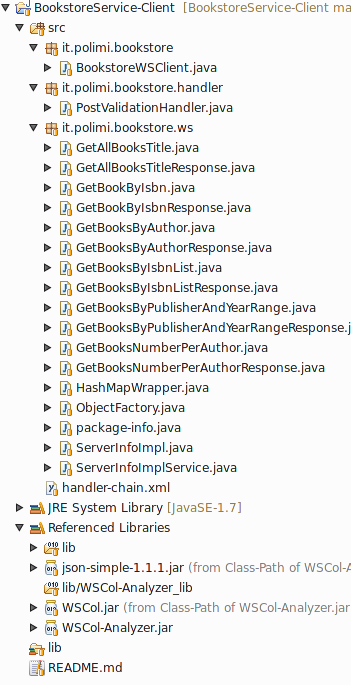 BookstoreService-Client [BookstoreService-Client ma
src
it.polimi.bookstore
BookstoreWSClient.java
it.polimi.bookstore.handler
PostValidationHandler.java
it.polimi.bookstore.ws
GetAllBooksTitle.java
GetAllBooksTitleResponse.java
GetBookByIsbn.java
GetBookByIsbnResponse.java
GetBooksByAuthor.java
GetBooksByAuthorResponse.java
GetBooksByIsbnList.java
GetBooksByIsbnListResponse.java
GetBooksByPublisherAndYearRange.java
GetBooksByPublisherAndYearRangeResponse.j
GetBooksNumberPerAuthor.java
GetBooksNumberPerAuthorResponse.java
HashMapWrapper.java
ObjectFactory.java
package-info.java
ServerInfoImpl.java
ServerInfoImplService.java
handler-chain.xml
JRE System Library [JavaSE-1.7]
Referenced Libraries
lib
json-simple-1.1.1.jar (from Class-Path of WSCol-A
lib/WSCol-Analyzer_lib
WSCol.jar (from Class-Path of WSCol-Analyzer.jar
WSCol-Analyzer.jar
lib
README.md